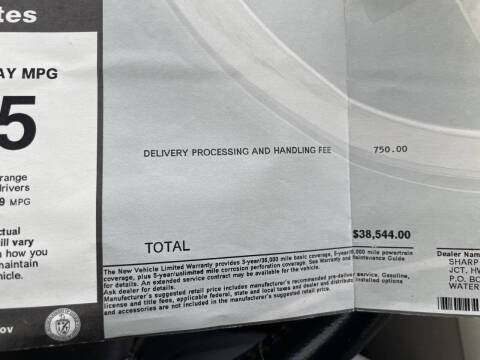 tes
AY MPG
5
range
drivers
9 MPG
ctual
ill vary
n how you
maintain
hicle.
ov
DELIVERY PROCESSING AND HANDLING FEE 750.00
TOTAL $38,544.00
The New Vehicle Limited Warranty provides 3-year/36,000 mile basic coverage, 5-year/60,000 mile powertrain
coverage, plus 5-year/unlimited mile corrosion perforation coverage. See Warranty and Maintenance Guide
for details. An extended service contract may be available for this vehicle.
Ask dealer for details.
Manufacturer's suggested retail price includes manufacturer's recommended pre-delivery service. Gasoline,
license and title fees, applicable federal, state and local taxes and dealer and distributor installed options
and accessories are not included in the manufacturer's suggested retail price.
Dealer Nam
SHARP
JCT. HW
P.O. BO
WATER